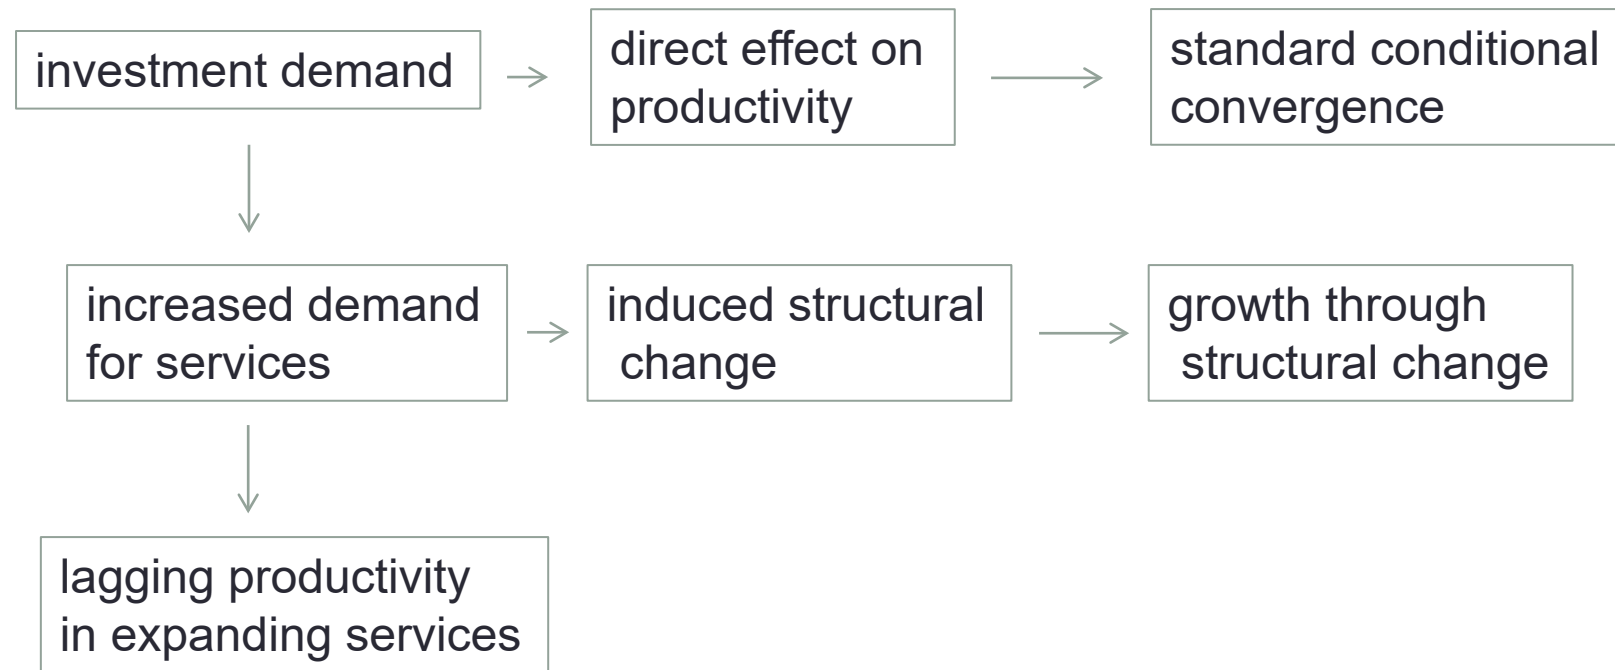 investment demand
direct effect on
productivity
standard conditional
convergence
increased demand
for services
induced structural
change
growth through
structural change
lagging productivity
in expanding services